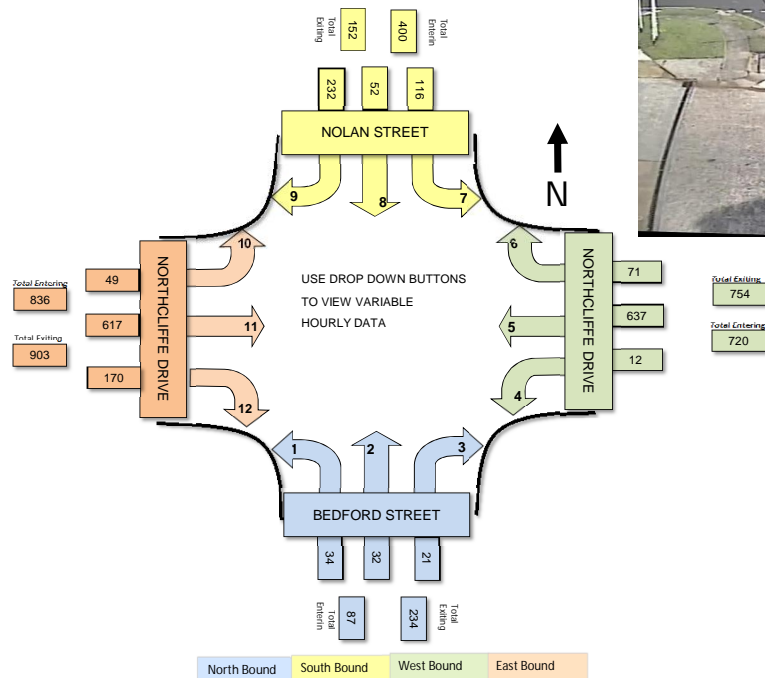 Total
Exiting
152
400
Total
Enterin
232
52
116
NOLAN STREET
N
9
8
7
10
6
NORTHCLIFFE DRIVE
NORTHCLIFFE DRIVE
Total Entering
836
49
617
Total Exiting
903
170
11
12
USE DROP DOWN BUTTONS
TO VIEW VARIABLE
HOURLY DATA
5
4
71
637
12
Total Exiting
754
Total Entering
720
1
2
3
BEDFORD STREET
34
32
21
Total
Enterin
87
234
Total
Exiting
North Bound
South Bound
West Bound
East Bound